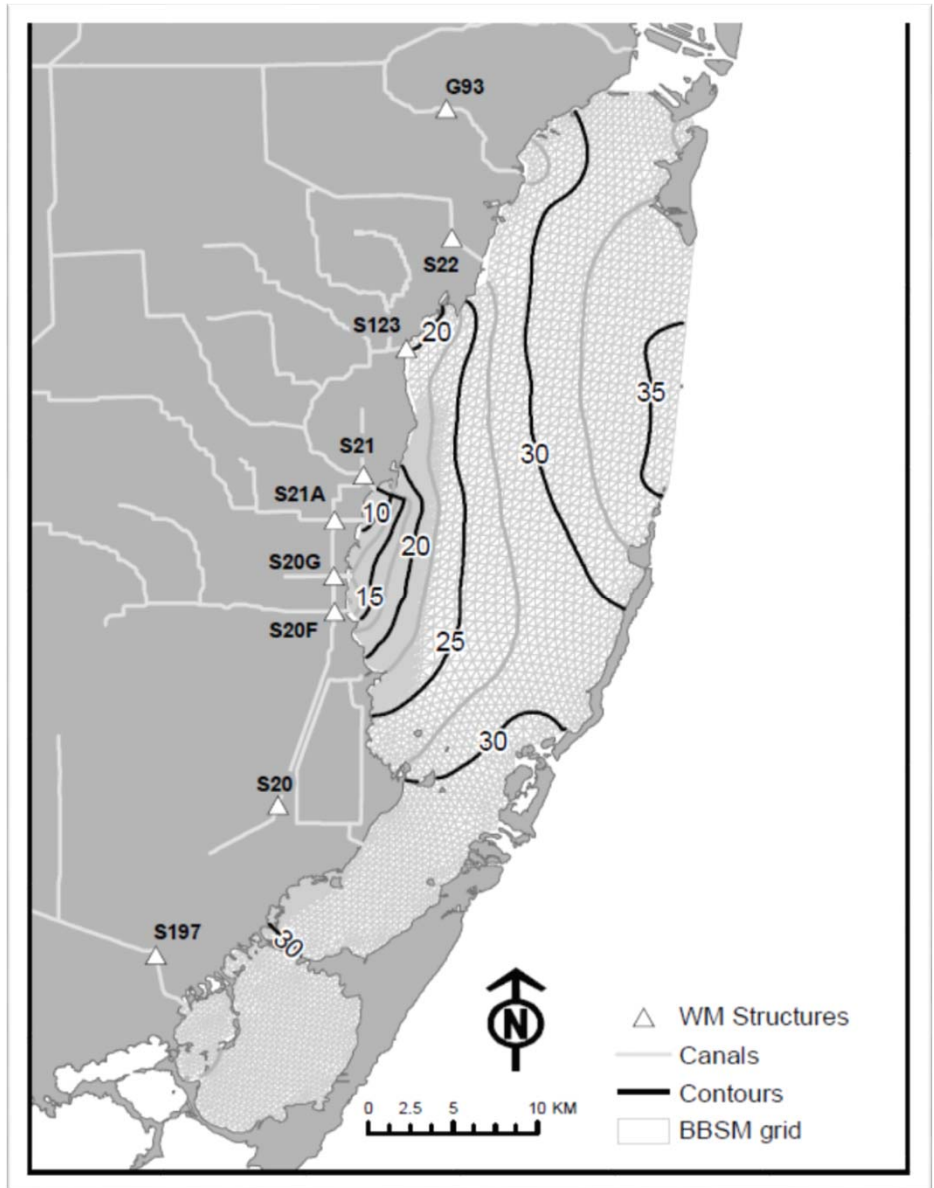 G93
S22
S123
20
35
30
S21
S21A
10
20
S20G
15
S20F
25
30
S20
S197
30
N
WM Structures
Canals
Contours
BBSM grid
0 2.5 5 10 KM